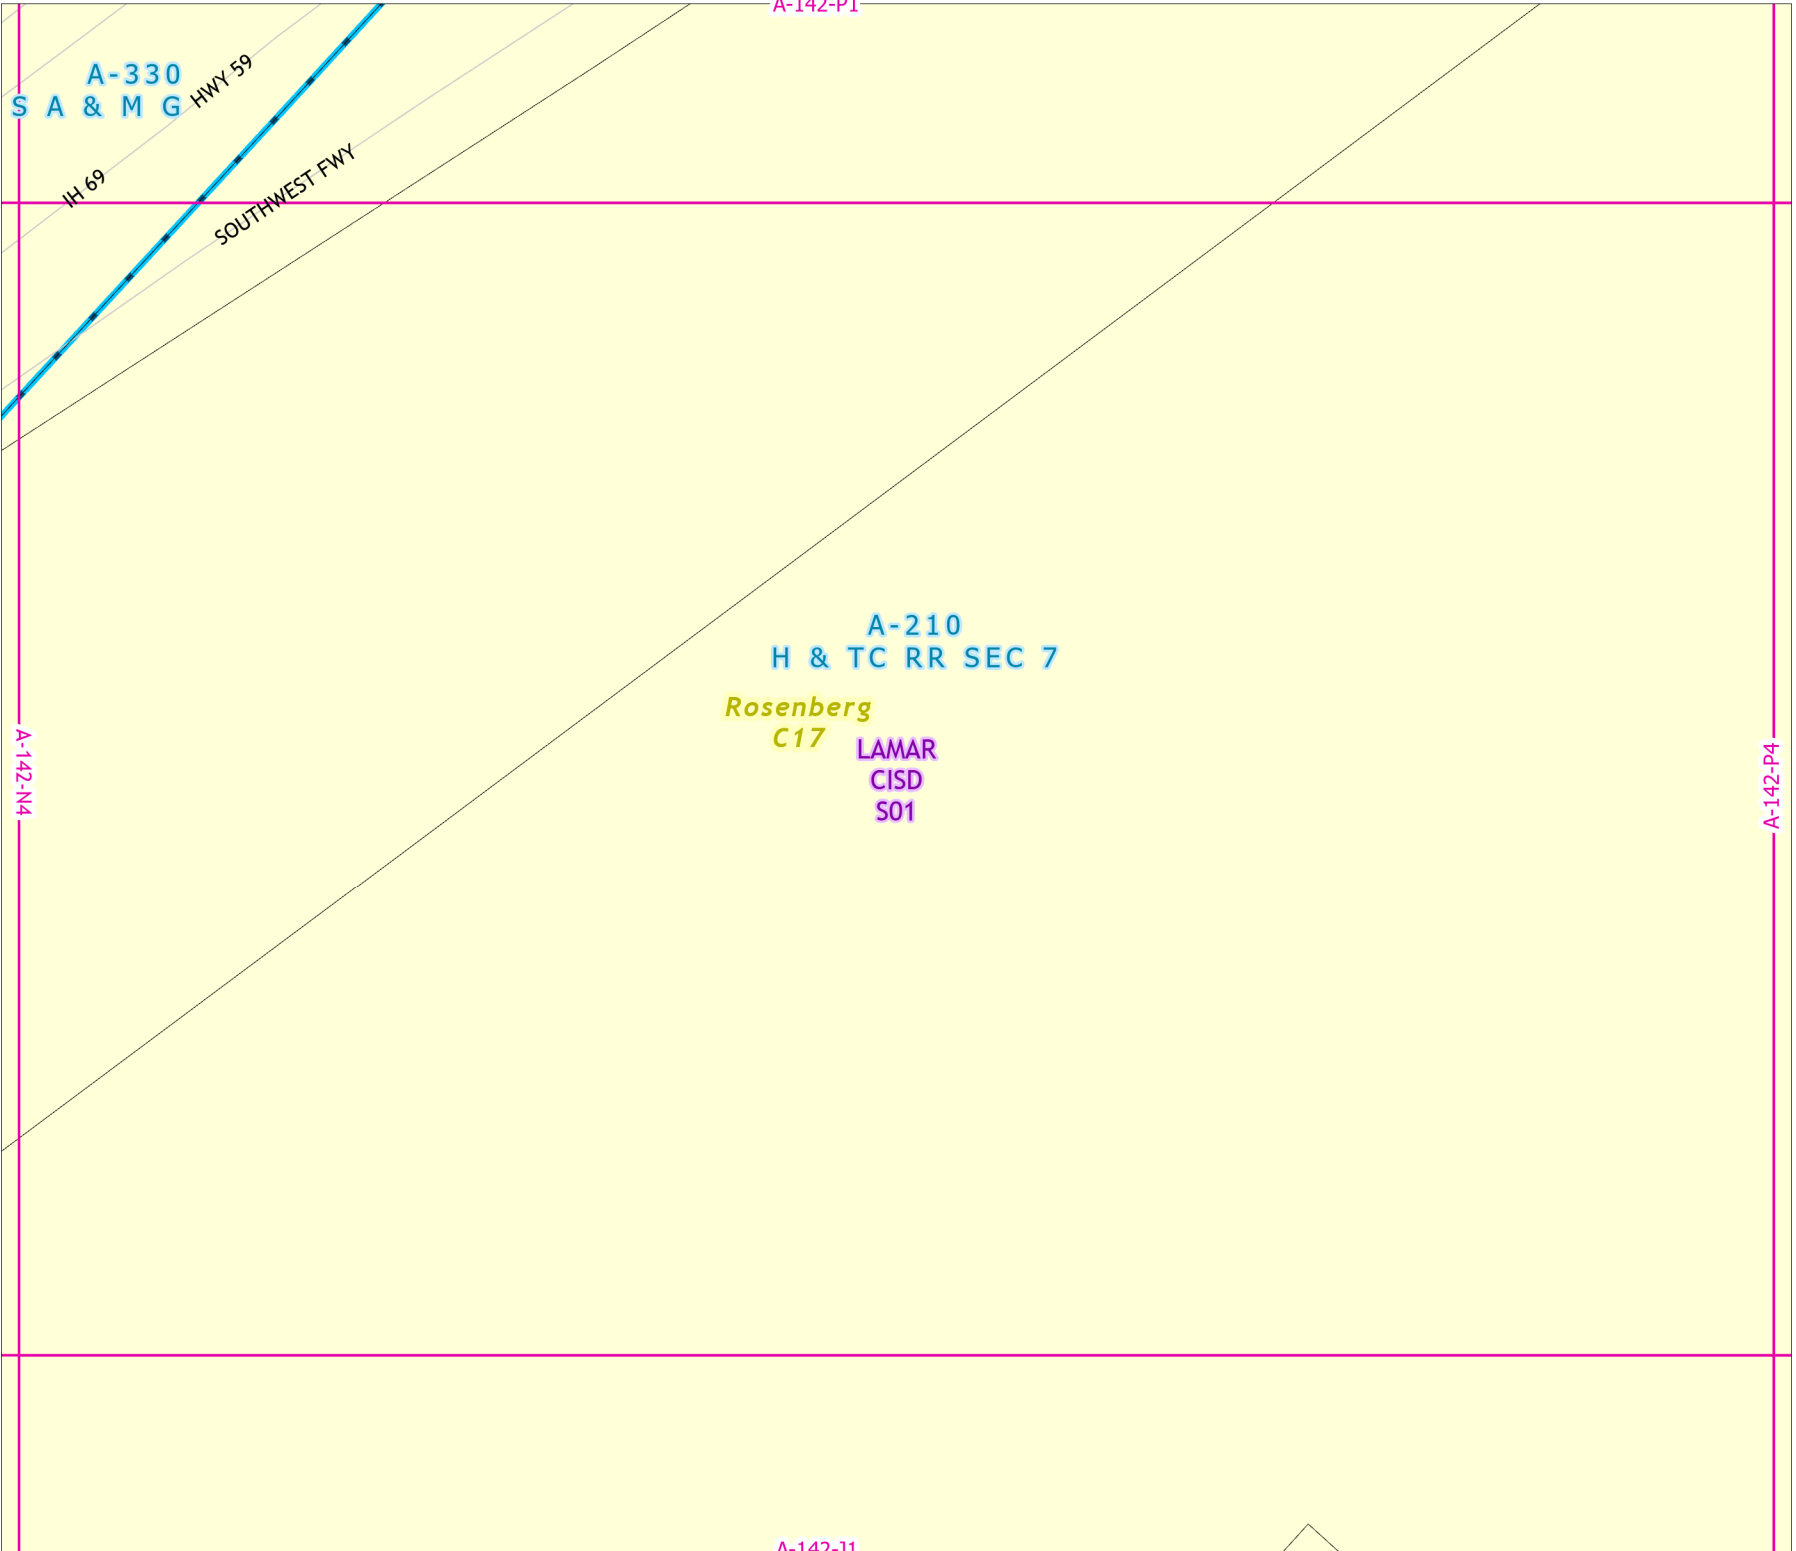 A-142-P1
A-330
S A & M G
HWY 59
IH 69
SOUTHWEST FWY
A-210
H & TC RR SEC 7
Rosenberg
C17
LAMAR
CISD
S01
A-142-N4
A-142-P4
A-142-J1